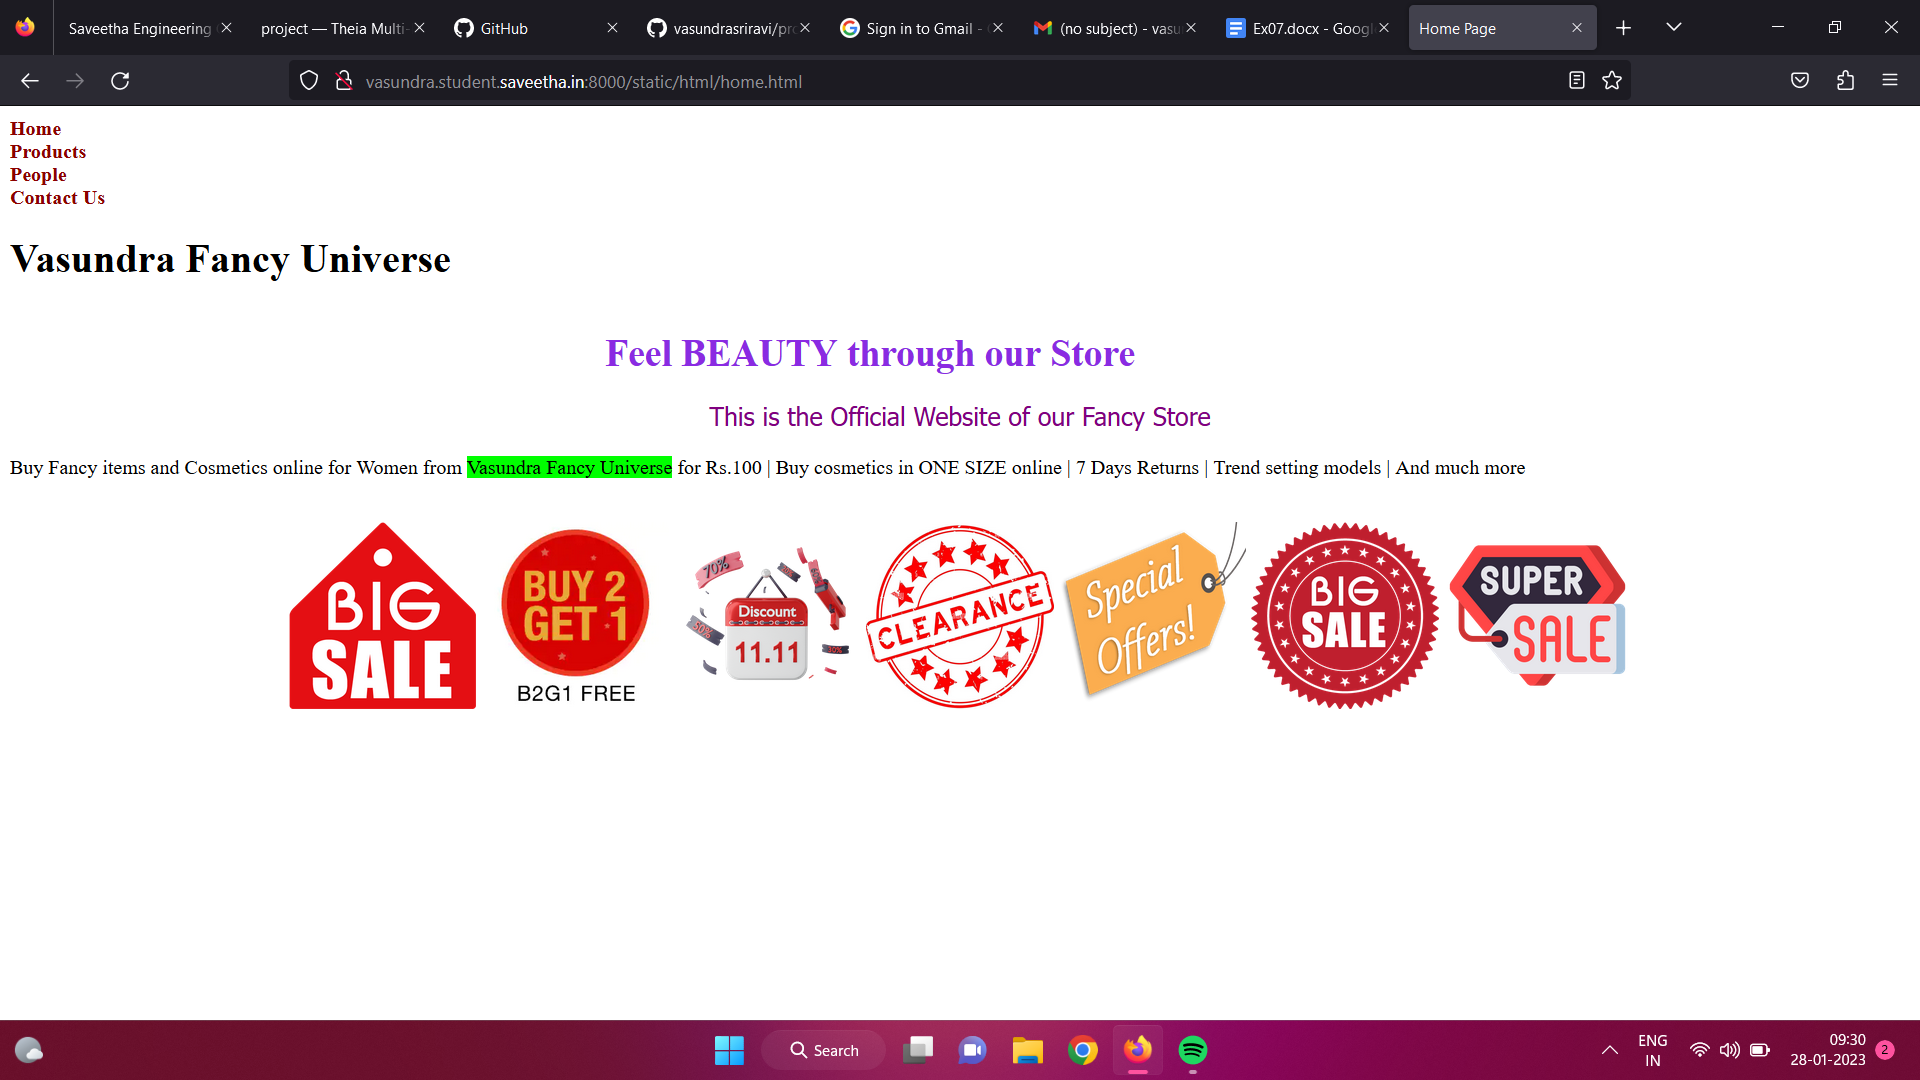 Saveetha Engineering
project — Theia Multi-
GitHub
vasundrasriravi/pro
Sign in to Gmail -
(no subject) - vasu
Ex07.docx - Googl
Home Page
vasundra.student.saveetha.in:8000/static/html/home.html
Home
Products
People
Contact Us
Vasundra Fancy Universe
Feel BEAUTY through our Store
This is the Official Website of our Fancy Store
Buy Fancy items and Cosmetics online for Women from Vasundra Fancy Universe for Rs.100 | Buy cosmetics in ONE SIZE online | 7 Days Returns | Trend setting models | And much more
BIG
SALE
BUY 2
GET 1
B2G1 FREE
70%
50%
Discount
11.11
CLEARANCE
Special
Offers!
BIG
SALE
SUPER
SALE
Search
ENG
IN
09:30
28-01-2023
2